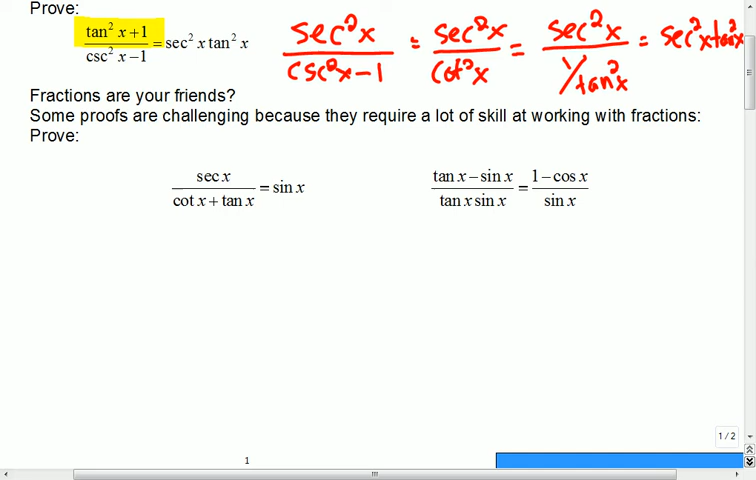 Prove:
(tan² x + 1)/(csc² x − 1) = sec² x tan² x
sec²x/(csc²x − 1) = sec²x/cot²x = sec²x/(1/tan²x) = sec²x tan²x
Fractions are your friends?
Some proofs are challenging because they require a lot of skill at working with fractions:
Prove:
sec x/(cot x + tan x) = sin x
(tan x − sin x)/(tan x sin x) = (1 − cos x)/sin x
1 / 2
1